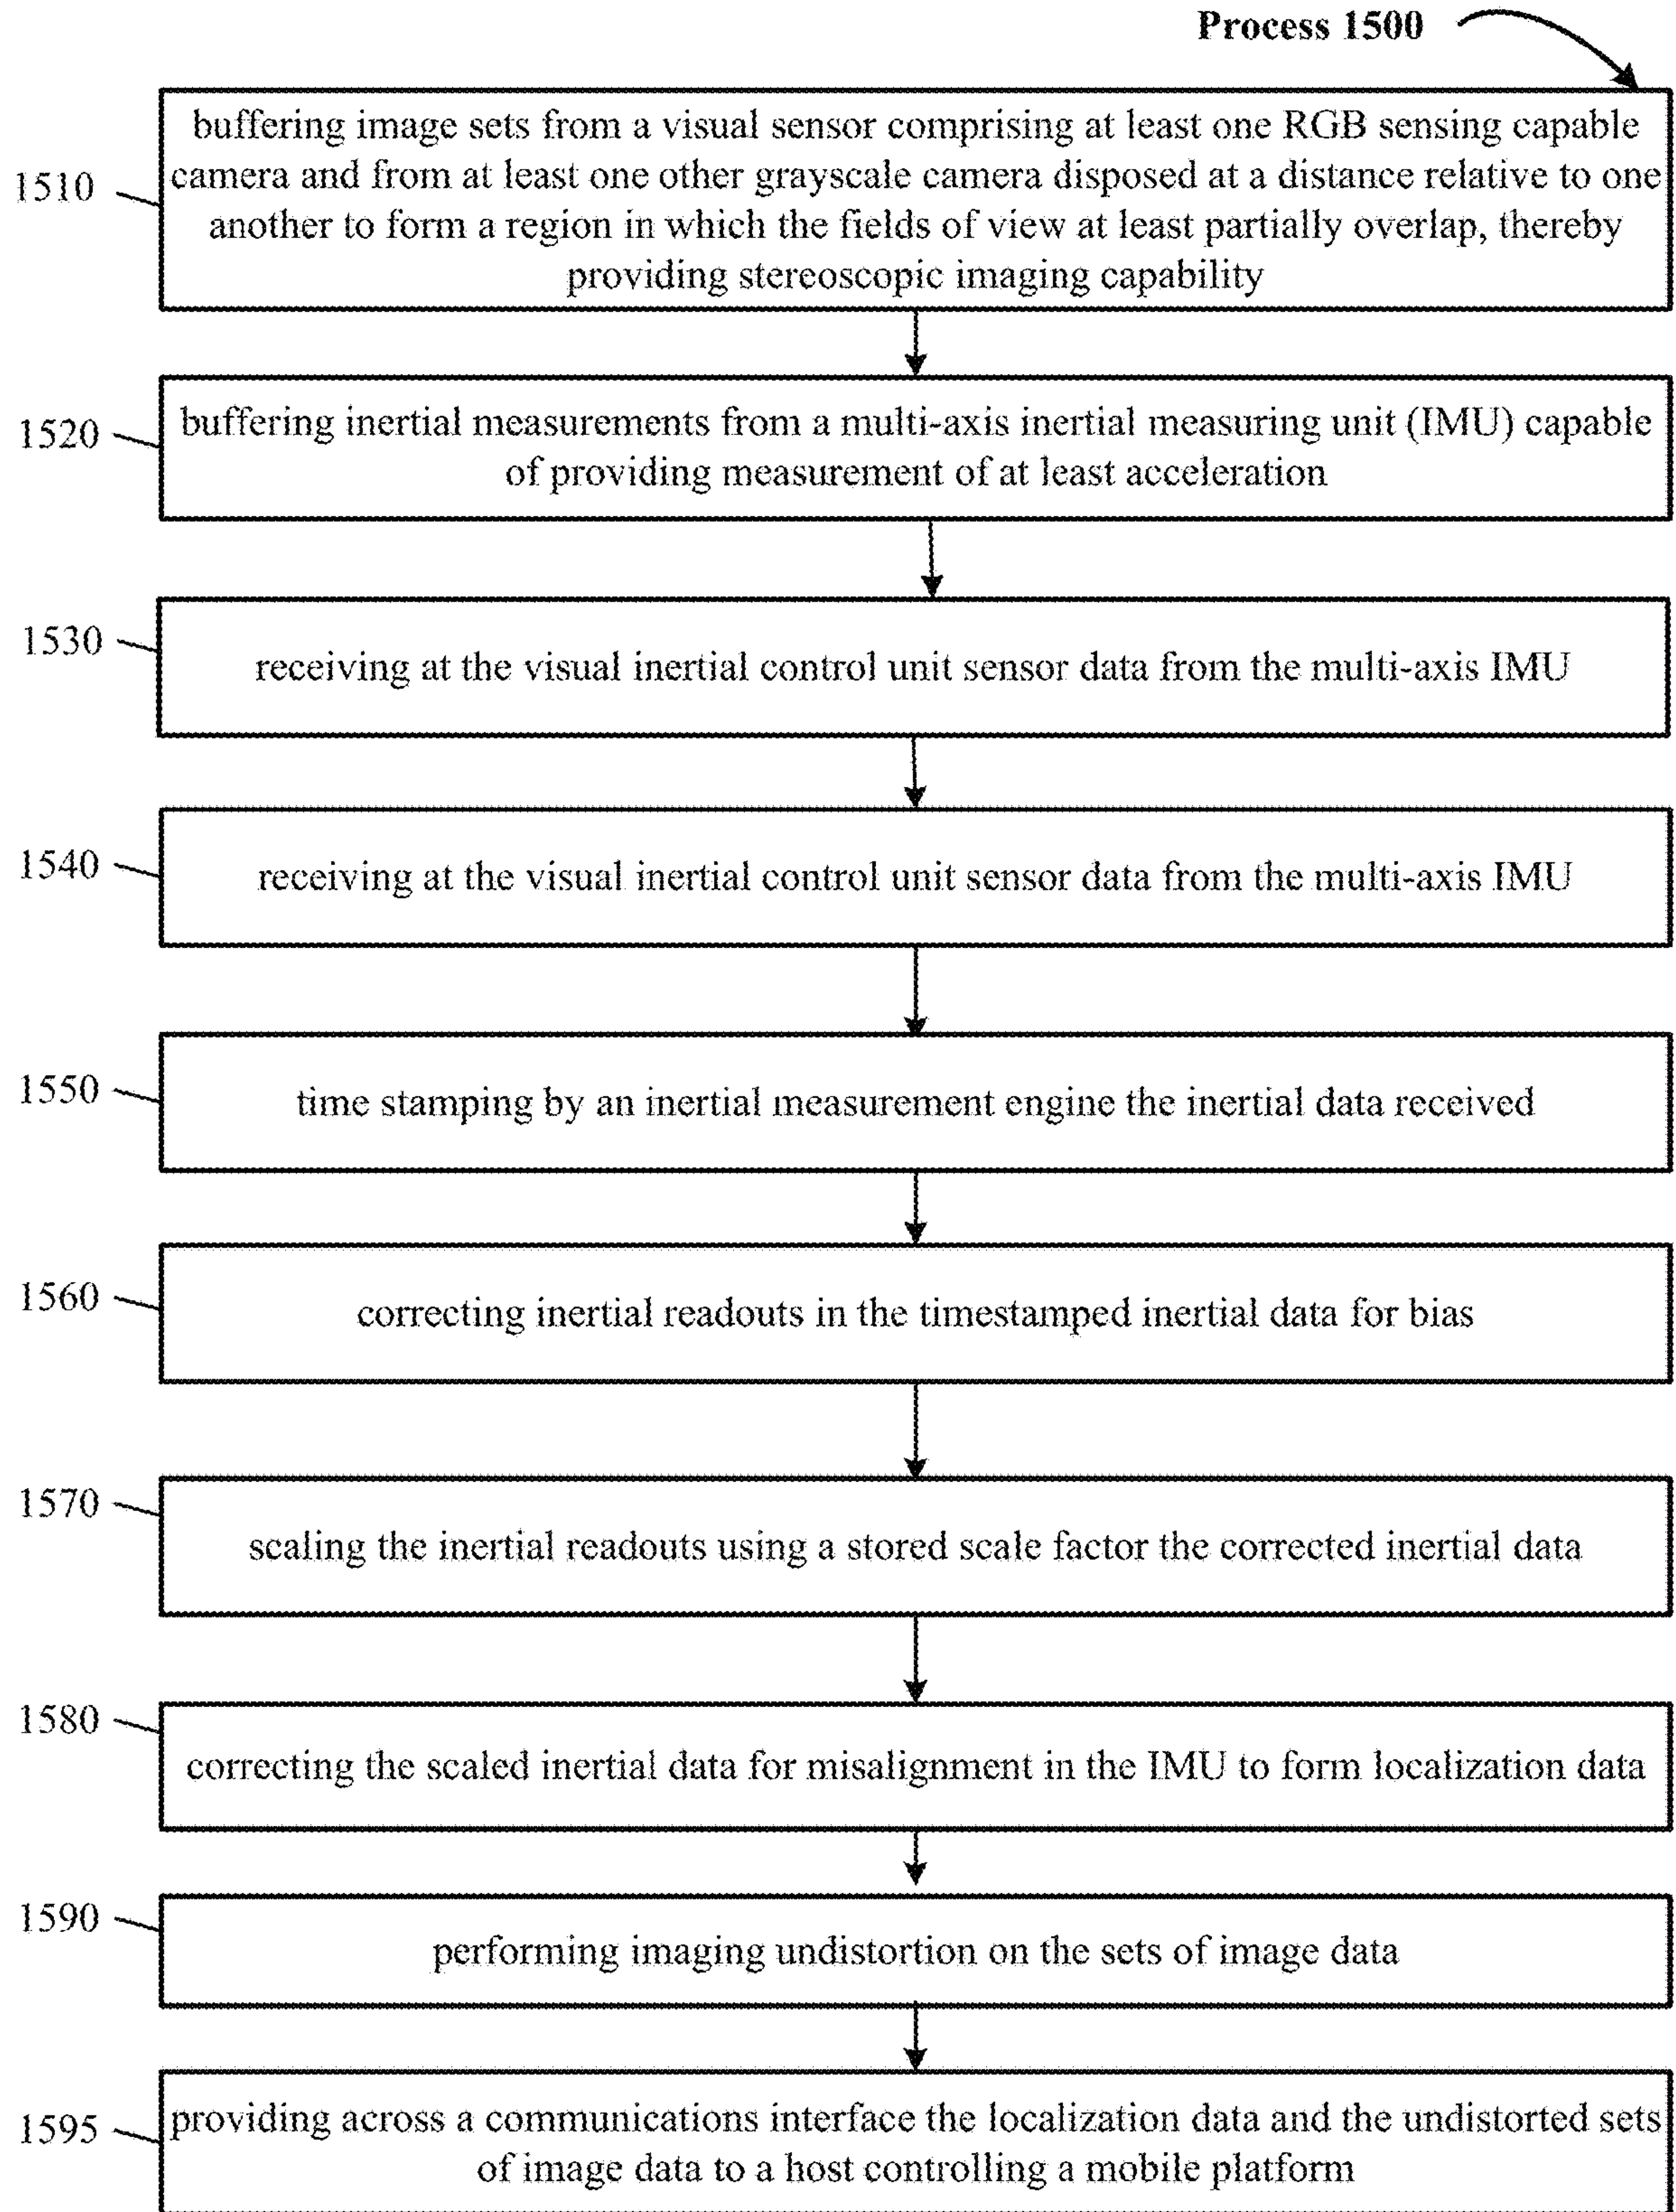 Process 1500
1510
buffering image sets from a visual sensor comprising at least one RGB sensing capable
camera and from at least one other grayscale camera disposed at a distance relative to one
another to form a region in which the fields of view at least partially overlap, thereby
providing stereoscopic imaging capability
1520
buffering inertial measurements from a multi-axis inertial measuring unit (IMU) capable
of providing measurement of at least acceleration
1530
receiving at the visual inertial control unit sensor data from the multi-axis IMU
1540
receiving at the visual inertial control unit sensor data from the multi-axis IMU
1550
time stamping by an inertial measurement engine the inertial data received
1560
correcting inertial readouts in the timestamped inertial data for bias
1570
scaling the inertial readouts using a stored scale factor the corrected inertial data
1580
correcting the scaled inertial data for misalignment in the IMU to form localization data
1590
performing imaging undistortion on the sets of image data
1595
providing across a communications interface the localization data and the undistorted sets
of image data to a host controlling a mobile platform